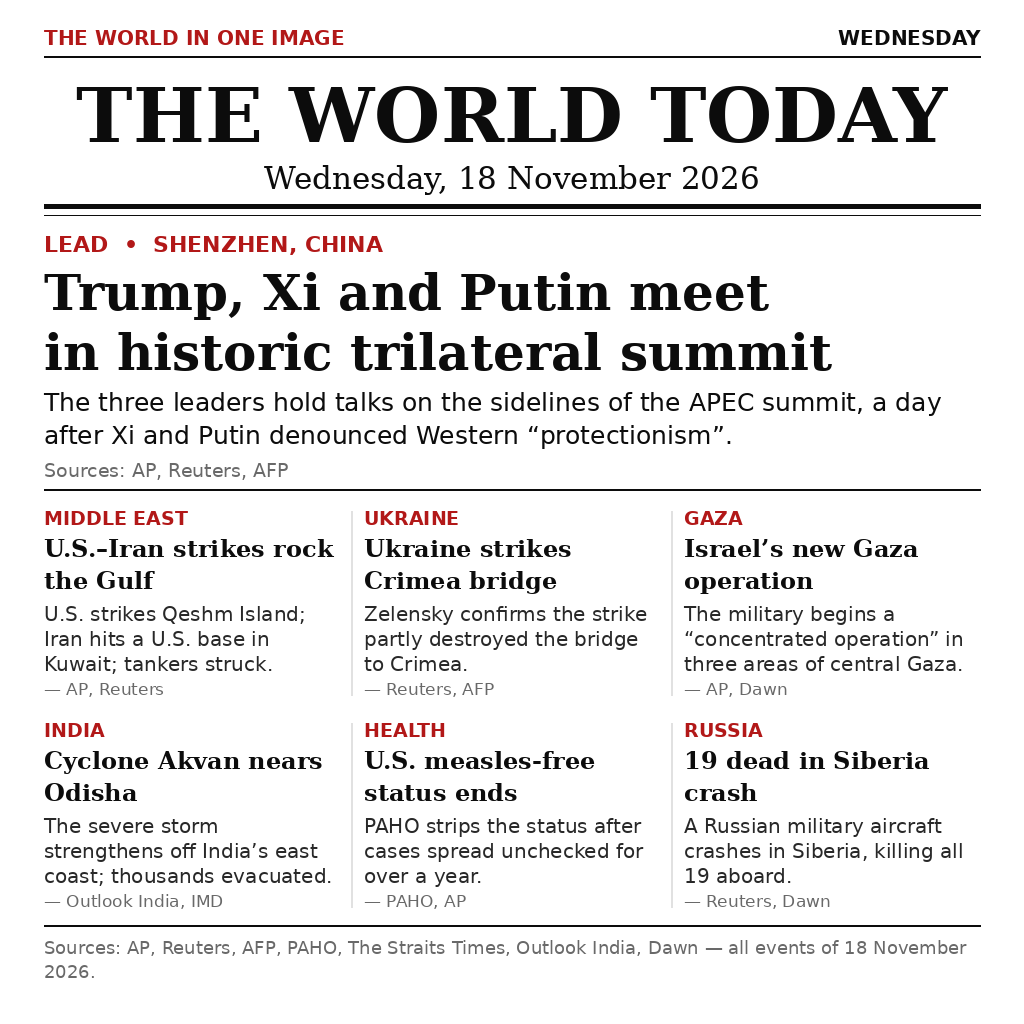 THE WORLD IN ONE IMAGE
WEDNESDAY
THE WORLD TODAY
Wednesday, 18 November 2026
LEAD • SHENZHEN, CHINA
Trump, Xi and Putin meet
in historic trilateral summit
The three leaders hold talks on the sidelines of the APEC summit, a day
after Xi and Putin denounced Western “protectionism”.
Sources: AP, Reuters, AFP
MIDDLE EAST
U.S.–Iran strikes rock
the Gulf
U.S. strikes Qeshm Island;
Iran hits a U.S. base in
Kuwait; tankers struck.
— AP, Reuters
UKRAINE
Ukraine strikes
Crimea bridge
Zelensky confirms the strike
partly destroyed the bridge
to Crimea.
— Reuters, AFP
GAZA
Israel’s new Gaza
operation
The military begins a
“concentrated operation” in
three areas of central Gaza.
— AP, Dawn
INDIA
Cyclone Akvan nears
Odisha
The severe storm
strengthens off India’s east
coast; thousands evacuated.
— Outlook India, IMD
HEALTH
U.S. measles-free
status ends
PAHO strips the status after
cases spread unchecked for
over a year.
— PAHO, AP
RUSSIA
19 dead in Siberia
crash
A Russian military aircraft
crashes in Siberia, killing all
19 aboard.
— Reuters, Dawn
Sources: AP, Reuters, AFP, PAHO, The Straits Times, Outlook India, Dawn — all events of 18 November
2026.